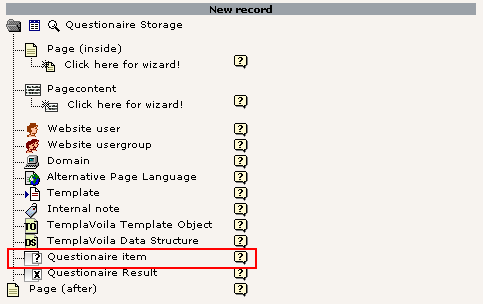 New record
Questionaire Storage
Page (inside)
Click here for wizard!
Pagecontent
Click here for wizard!
Website user
Website usergroup
Domain
Alternative Page Language
Template
Internal note
TO TemplaVoila Template Object
DS TemplaVoila Data Structure
Questionaire item
Questionaire Result
Page (after)